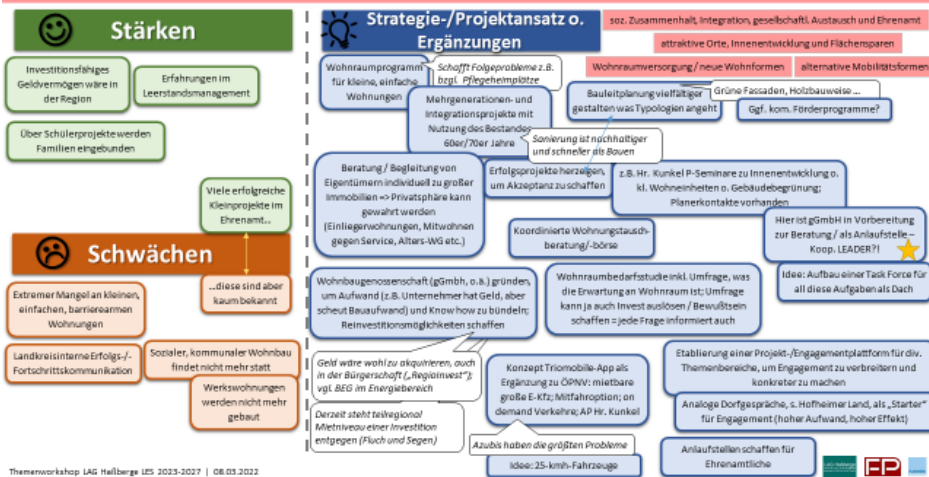 Stärken
Investitionsfähiges
Geldvermögen wäre in
der Region
Erfahrungen im
Leerstandsmanagement
Über Schülerprojekte werden
Familien eingebunden
Viele erfolgreiche
Kleinprojekte im
Ehrenamt...
Schwächen
...diese sind aber
kaum bekannt
Extremer Mangel an kleinen,
einfachen, barrierearmen
Wohnungen
Landkreisinterne Erfolgs-/-
Fortschrittskommunikation
Sozialer, kommunaler Wohnbau
findet nicht mehr statt
Werkswohnungen
werden nicht mehr
gebaut
Strategie-/Projektansatz o.
Ergänzungen
soz. Zusammenhalt, Integration, gesellschaftl. Austausch und Ehrenamt
attraktive Orte, Innenentwicklung und Flächensparen
Wohnraumversorgung / neue Wohnformen
alternative Mobilitätsformen
Wohnraumprogramm
für kleine, einfache
Wohnungen
Schafft Folgeprobleme z.B.
bzgl. Pflegeheimplätze
Mehrgenerationen- und
Integrationsprojekte mit
Nutzung des Bestandes
60er/70er Jahre
Sanierung ist nachhaltiger
und schneller als Bauen
Bauleitplanung vielfältiger
gestalten was Typologien angeht
Grüne Fassaden, Holzbauweise ...
Ggf. kom. Förderprogramme?
Beratung / Begleitung von
Eigentümern individuell zu großer
Immobilien => Privatsphäre kann
gewahrt werden
(Einliegerwohnungen, Mitwohnen
gegen Service, Alters-WG etc.)
Erfolgsprojekte herzeigen,
um Akzeptanz zu schaffen
z.B. Hr. Kunkel P-Seminare zu Innenentwicklung o.
kl. Wohneinheiten o. Gebäudebegrünung;
Planerkontakte vorhanden
Koordinierte Wohnungstausch-
beratung/-börse
Hier ist gGmbH in Vorbereitung
zur Beratung / als Anlaufstelle –
Koop. LEADER?!
Idee: Aufbau einer Task Force für
all diese Aufgaben als Dach
Wohnbaugenossenschaft (gGmbh, o.ä.) gründen,
um Aufwand (z.B. Unternehmer hat Geld, aber
scheut Bauaufwand) und Know how zu bündeln;
Reinvestitionsmöglichkeiten schaffen
Wohnraumbedarfsstudie inkl. Umfrage, was
die Erwartung an Wohnraum ist; Umfrage
kann ja auch Invest auslösen / Bewußtsein
schaffen = jede Frage informiert auch
Geld wäre wohl zu akquirieren, auch
in der Bürgerschaft („Regioinvest");
vgl. BEG im Energiebereich
Derzeit steht teilregional
Mietniveau einer Investition
entgegen (Fluch und Segen)
Konzept Triomobile-App als
Ergänzung zu ÖPNV: mietbare
große E-Kfz; Mitfahroption; on
demand Verkehre; AP Hr. Kunkel
Azubis haben die größten Probleme
Idee: 25-kmh-Fahrzeuge
Etablierung einer Projekt-/Engagementplattform für div.
Themenbereiche, um Engagement zu verbreitern und
konkreter zu machen
Analoge Dorfgespräche, s. Hofheimer Land, als „Starter"
für Engagement (hoher Aufwand, hoher Effekt)
Anlaufstellen schaffen für
Ehrenamtliche
Themenworkshop LAG Haßberge LES 2023-2027 | 08.03.2022
FP